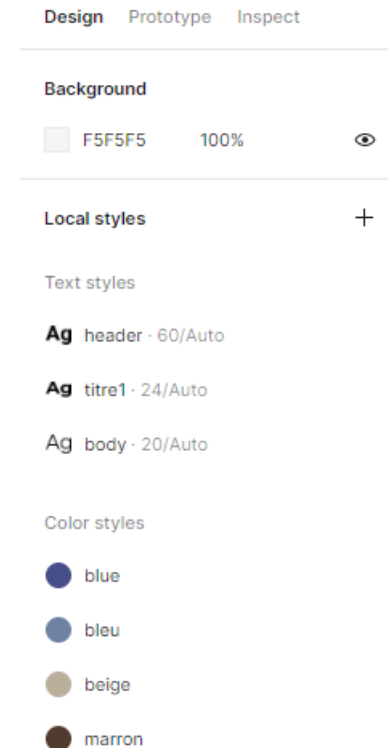 Design Prototype Inspect
Background
F5F5F5 100%
Local styles
Text styles
Ag header · 60/Auto
Ag titre1 · 24/Auto
Ag body · 20/Auto
Color styles
blue
bleu
beige
marron